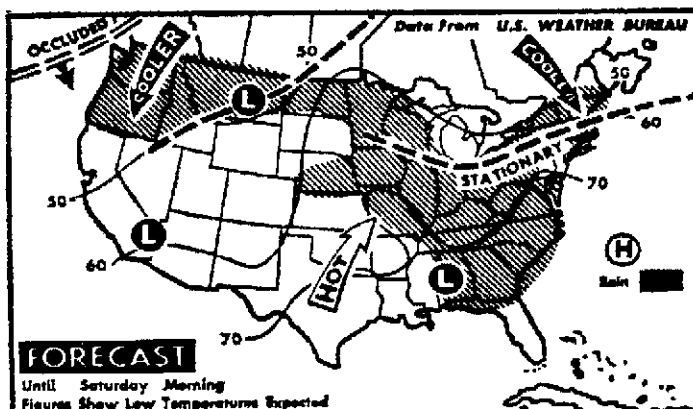 Data From U.S. WEATHER BUREAU
OCCLUDED
COOLER
50
COOL
50
60
L
STATIONARY
70
50
L
60
H
Rain
HOT
L
70
FORECAST
Until Saturday Morning
Figures Show Low Temperatures Expected